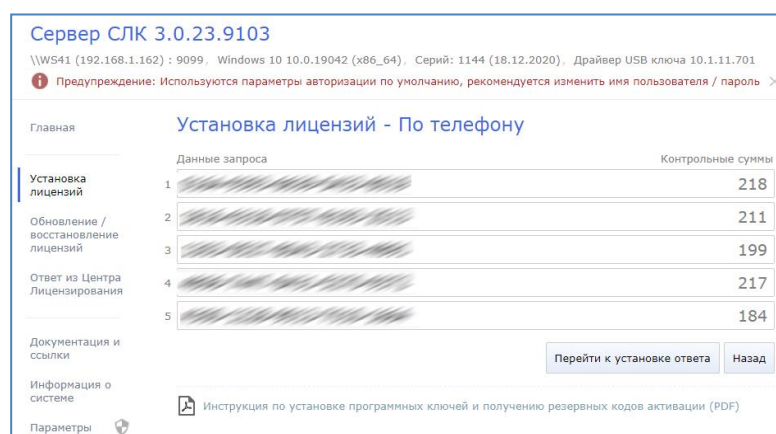 Сервер СЛК 3.0.23.9103
\\WS41 (192.168.1.162) : 9099, Windows 10 10.0.19042 (x86_64), Серий: 1144 (18.12.2020), Драйвер USB ключа 10.1.11.701
Предупреждение: Используются параметры авторизации по умолчанию, рекомендуется изменить имя пользователя / пароль
Главная
Установка лицензий
Обновление / восстановление лицензий
Ответ из Центра Лицензирования
Документация и ссылки
Информация о системе
Параметры
Установка лицензий - По телефону
Данные запроса Контрольные суммы
1 218
2 211
3 199
4 217
5 184
Перейти к установке ответа Назад
Инструкция по установке программных ключей и получению резервных кодов активации (PDF)